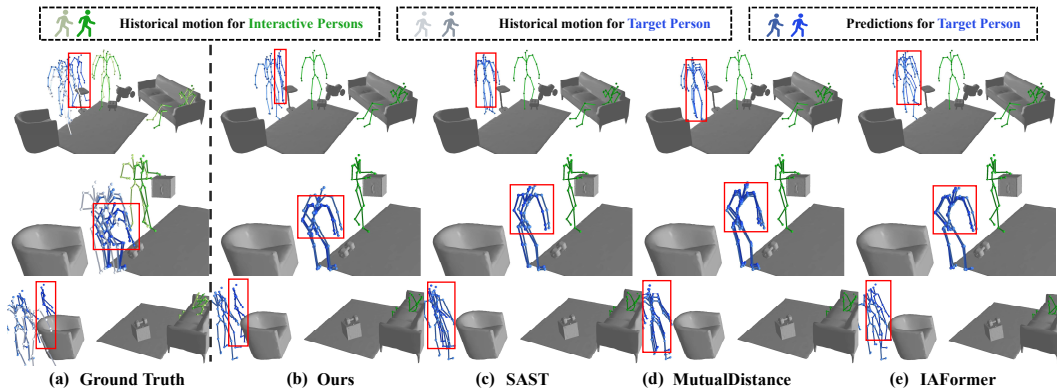 Historical motion for Interactive Persons
Historical motion for Target Person
Predictions for Target Person
(a) Ground Truth
(b) Ours
(c) SAST
(d) MutualDistance
(e) IAFormer